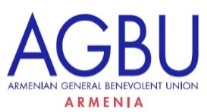 AGBU
ARMENIAN GENERAL BENEVOLENT UNION
ARMENIA